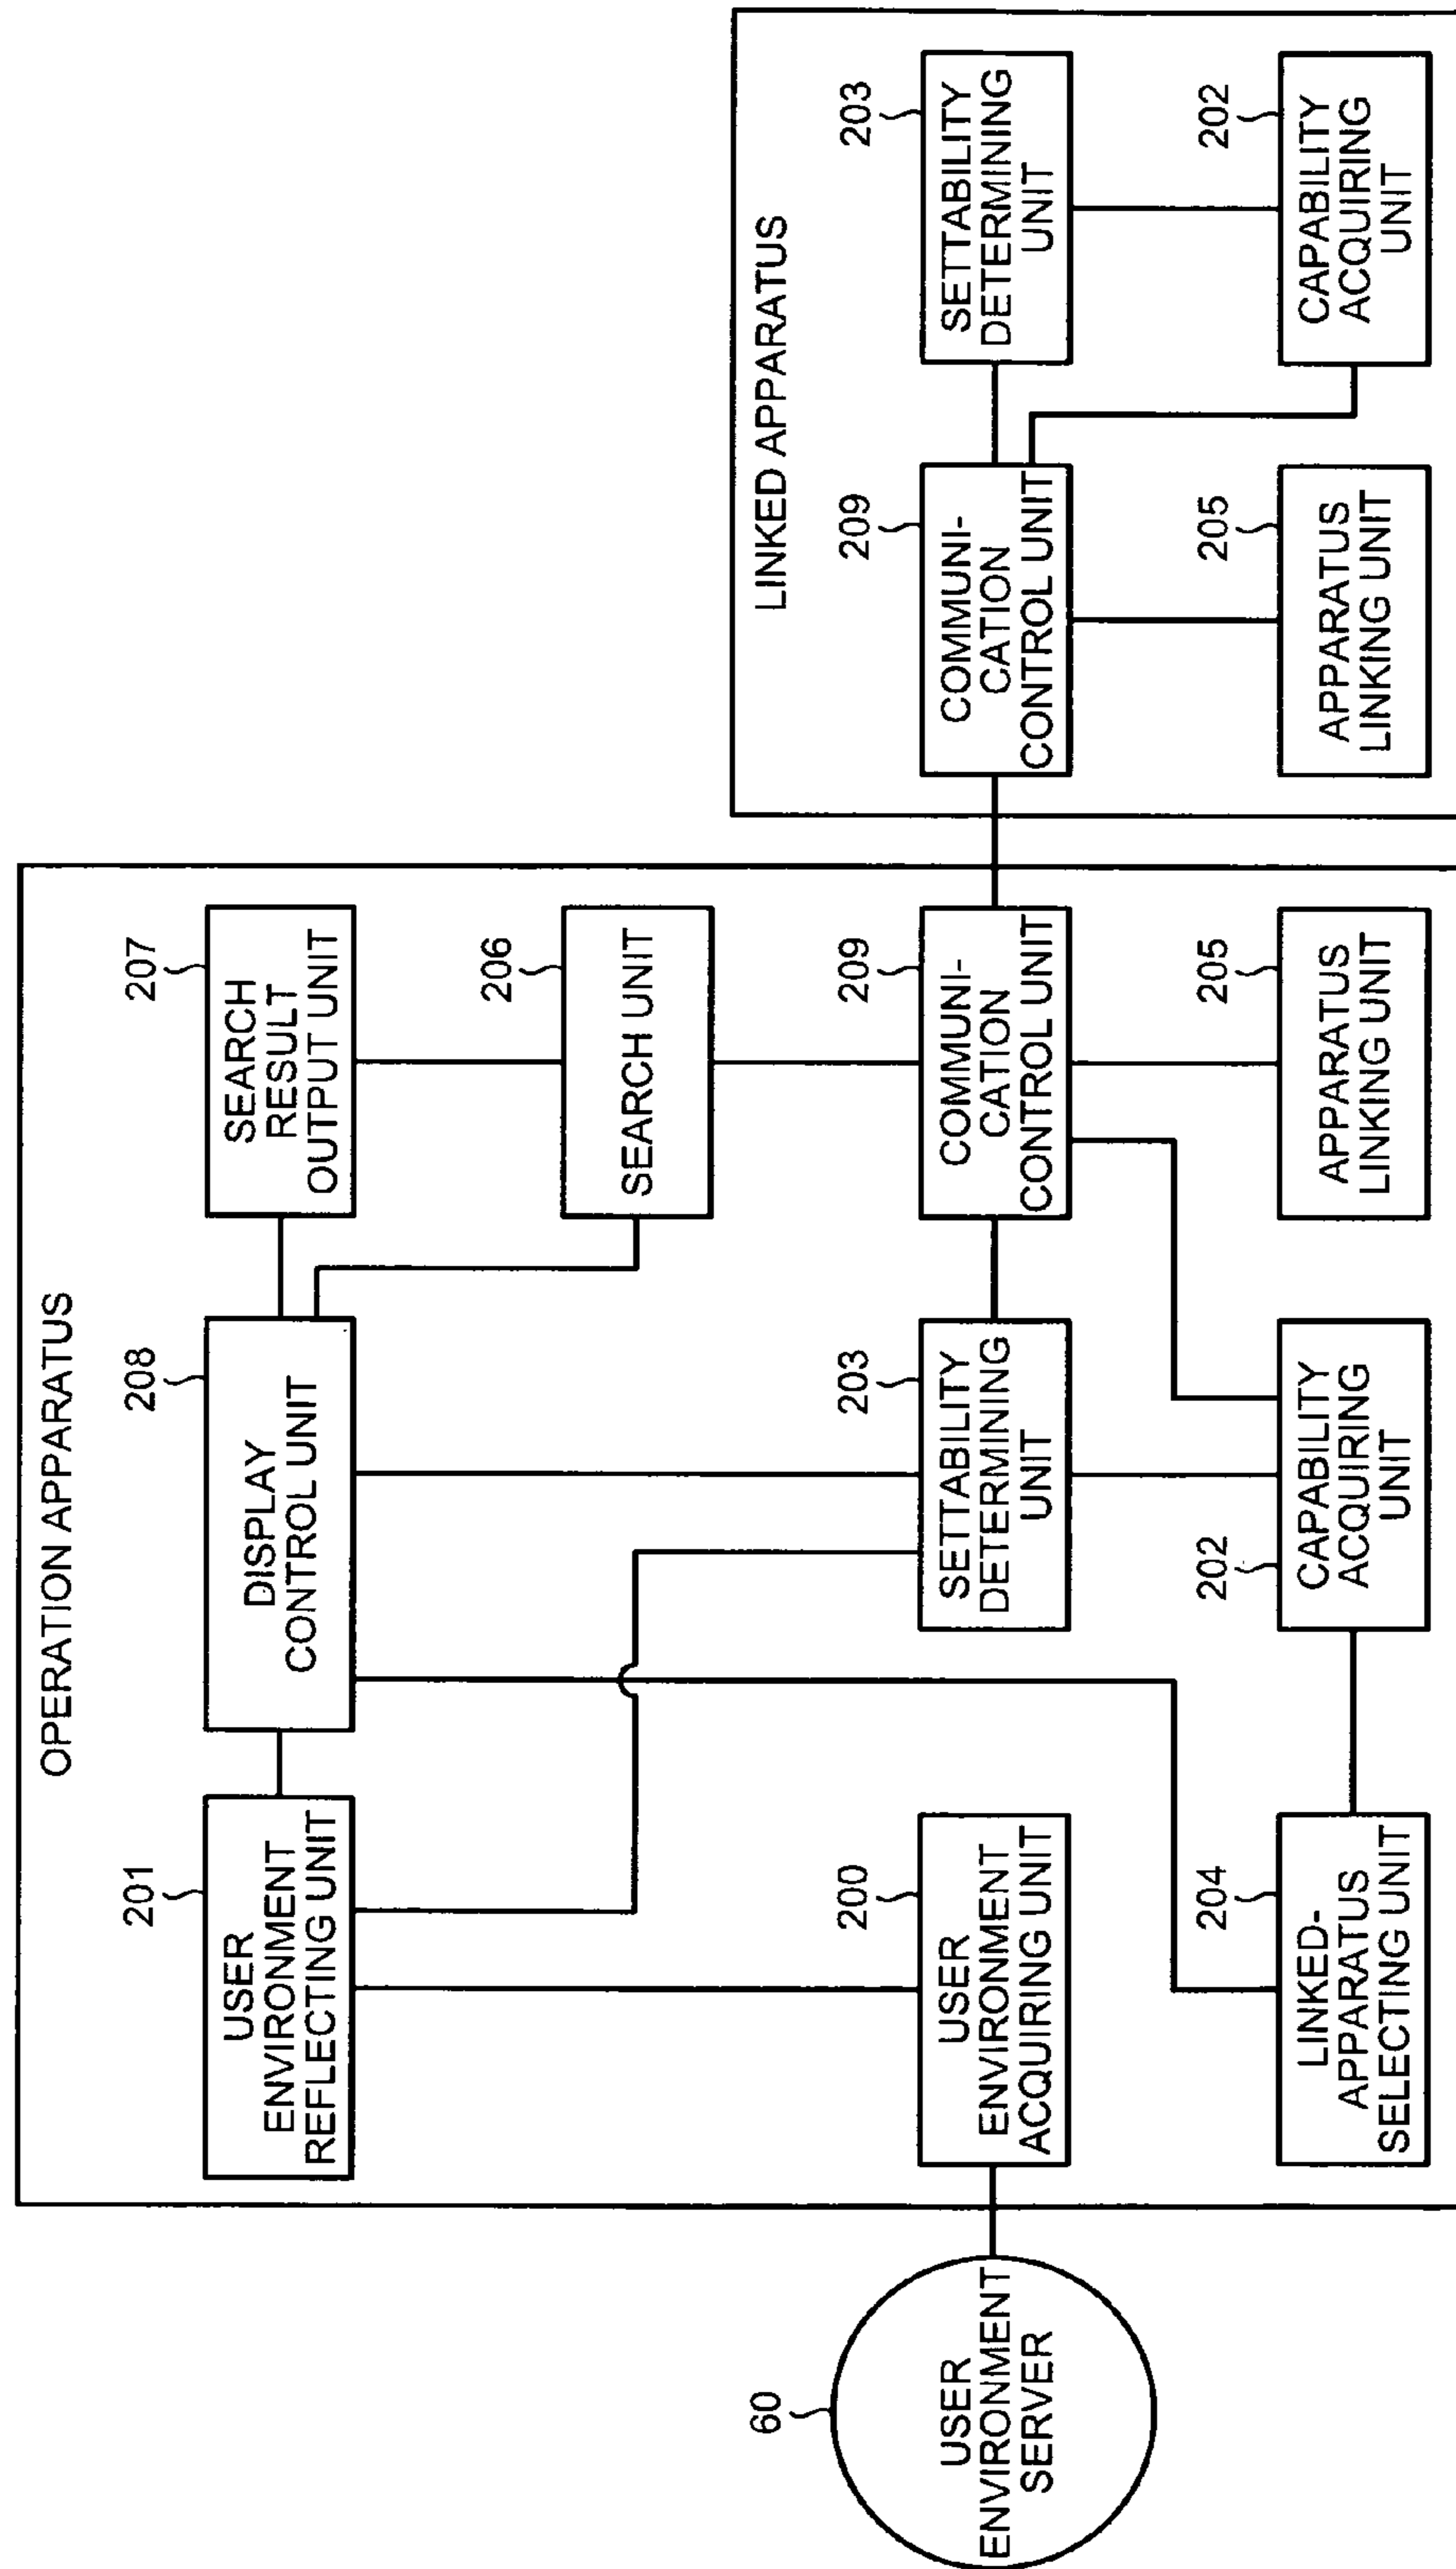 OPERATION APPARATUS
201
USER
ENVIRONMENT
REFLECTING UNIT
208
DISPLAY
CONTROL UNIT
207
SEARCH
RESULT
OUTPUT UNIT
206
SEARCH UNIT
60
USER
ENVIRONMENT
SERVER
200
USER
ENVIRONMENT
ACQUIRING UNIT
203
SETTABILITY
DETERMINING
UNIT
209
COMMUNI-
CATION
CONTROL UNIT
204
LINKED-
APPARATUS
SELECTING UNIT
202
CAPABILITY
ACQUIRING
UNIT
205
APPARATUS
LINKING UNIT
LINKED APPARATUS
209
COMMUNI-
CATION
CONTROL UNIT
203
SETTABILITY
DETERMINING
UNIT
205
APPARATUS
LINKING UNIT
202
CAPABILITY
ACQUIRING
UNIT